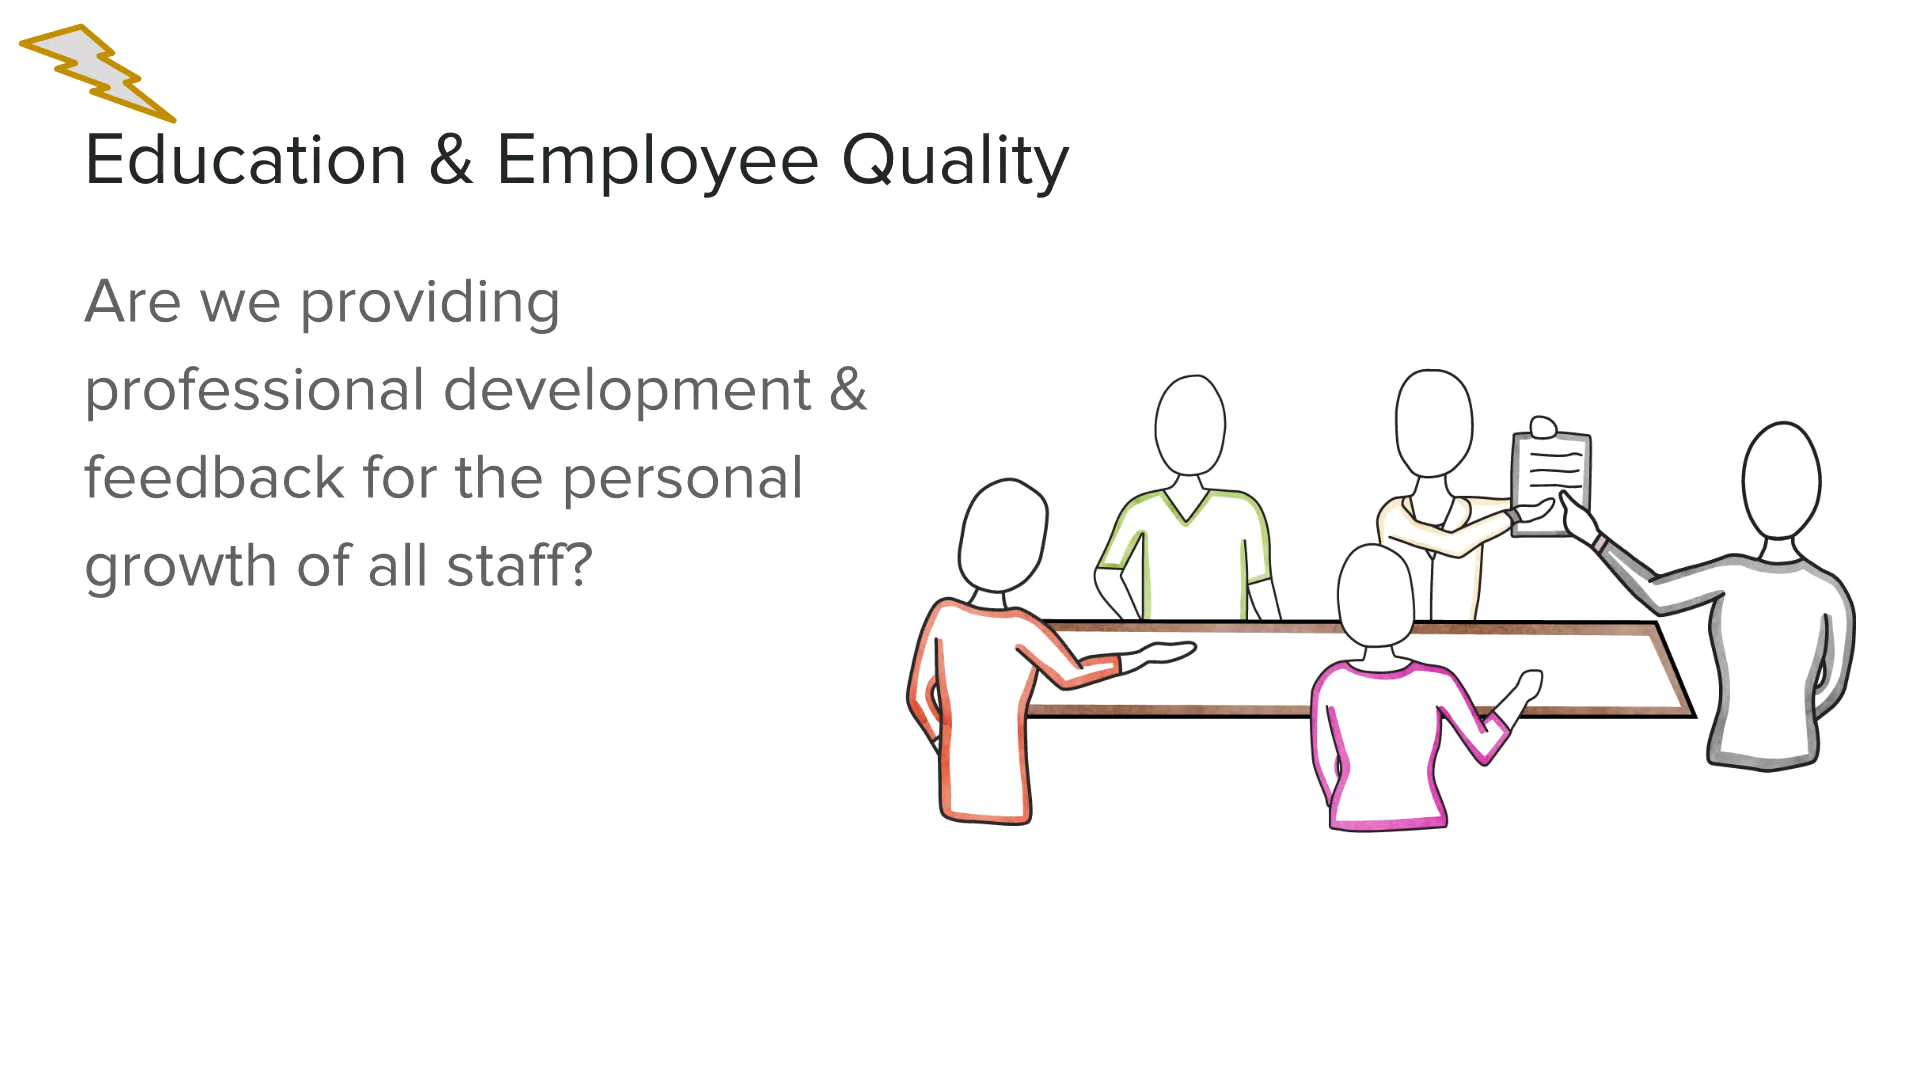 Education & Employee Quality
Are we providing
professional development &
feedback for the personal
growth of all staff?